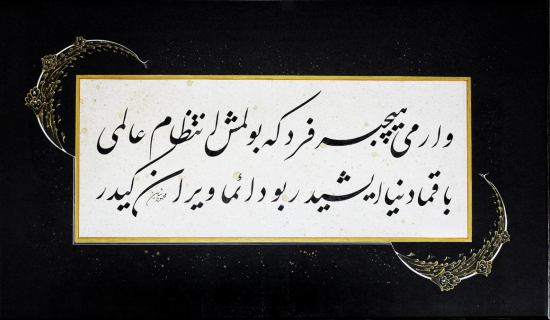 وارمی هیچ بر فرد که بولمش انتظام عالمی
باقما دنیا ایشیدر بو دائما ویران کیدر